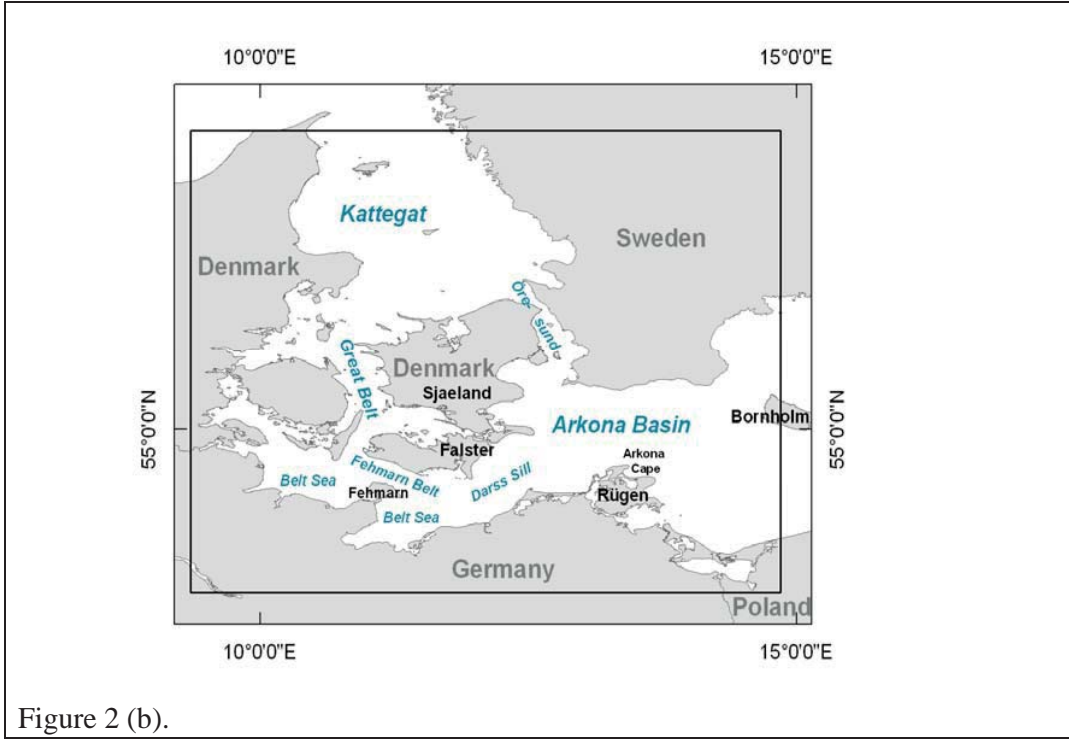 10°0'0"E
15°0'0"E
Kattegat
Sweden
Denmark
Öre-
sund
Great Belt
Denmark
Sjaeland
55°0'0"N
55°0'0"N
Bornholm
Arkona Basin
Falster
Arkona
Cape
Fehmarn Belt
Darss Sill
Belt Sea
Fehmarn
Rügen
Belt Sea
Germany
Poland
10°0'0"E
15°0'0"E
Figure 2 (b).